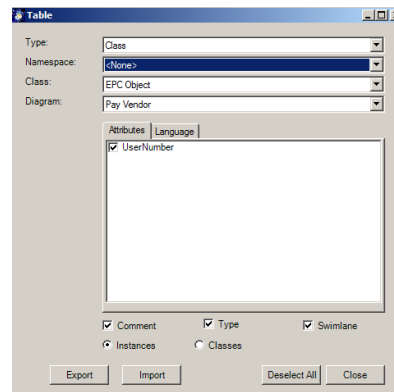 Table
Type: Class
Namespace: <None>
Class: EPC Object
Diagram: Pay Vendor
Attributes Language
UserNumber
Comment Type Swimlane
Instances Classes
Export Import Deselect All Close